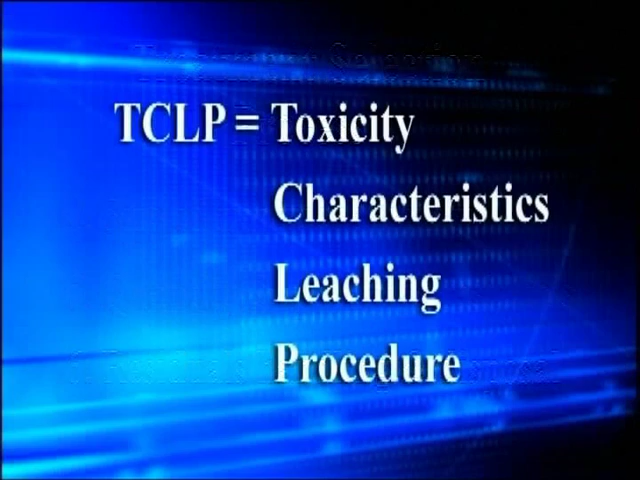 TCLP = Toxicity
Characteristics
Leaching
Procedure